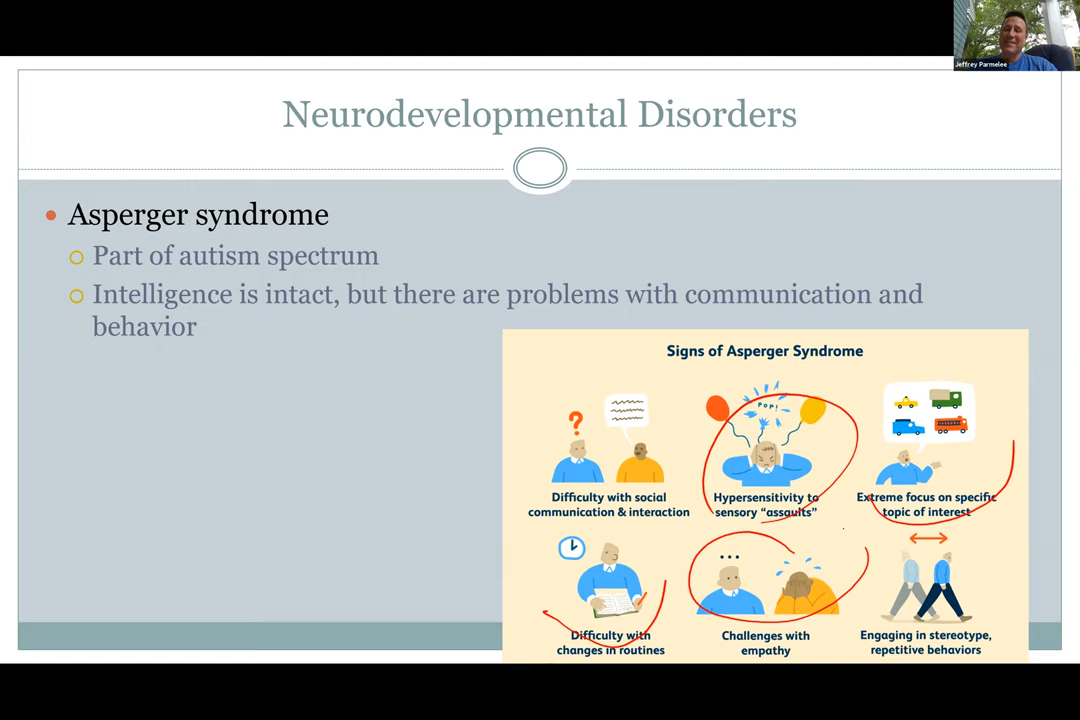 Jeffrey Parmelee
Neurodevelopmental Disorders
Asperger syndrome
Part of autism spectrum
Intelligence is intact, but there are problems with communication and
behavior
Signs of Asperger Syndrome
?
POP!
Difficulty with social
communication & interaction
Hypersensitivity to
sensory “assaults”
Extreme focus on specific
topic of interest
...
Difficulty with
changes in routines
Challenges with
empathy
Engaging in stereotype,
repetitive behaviors